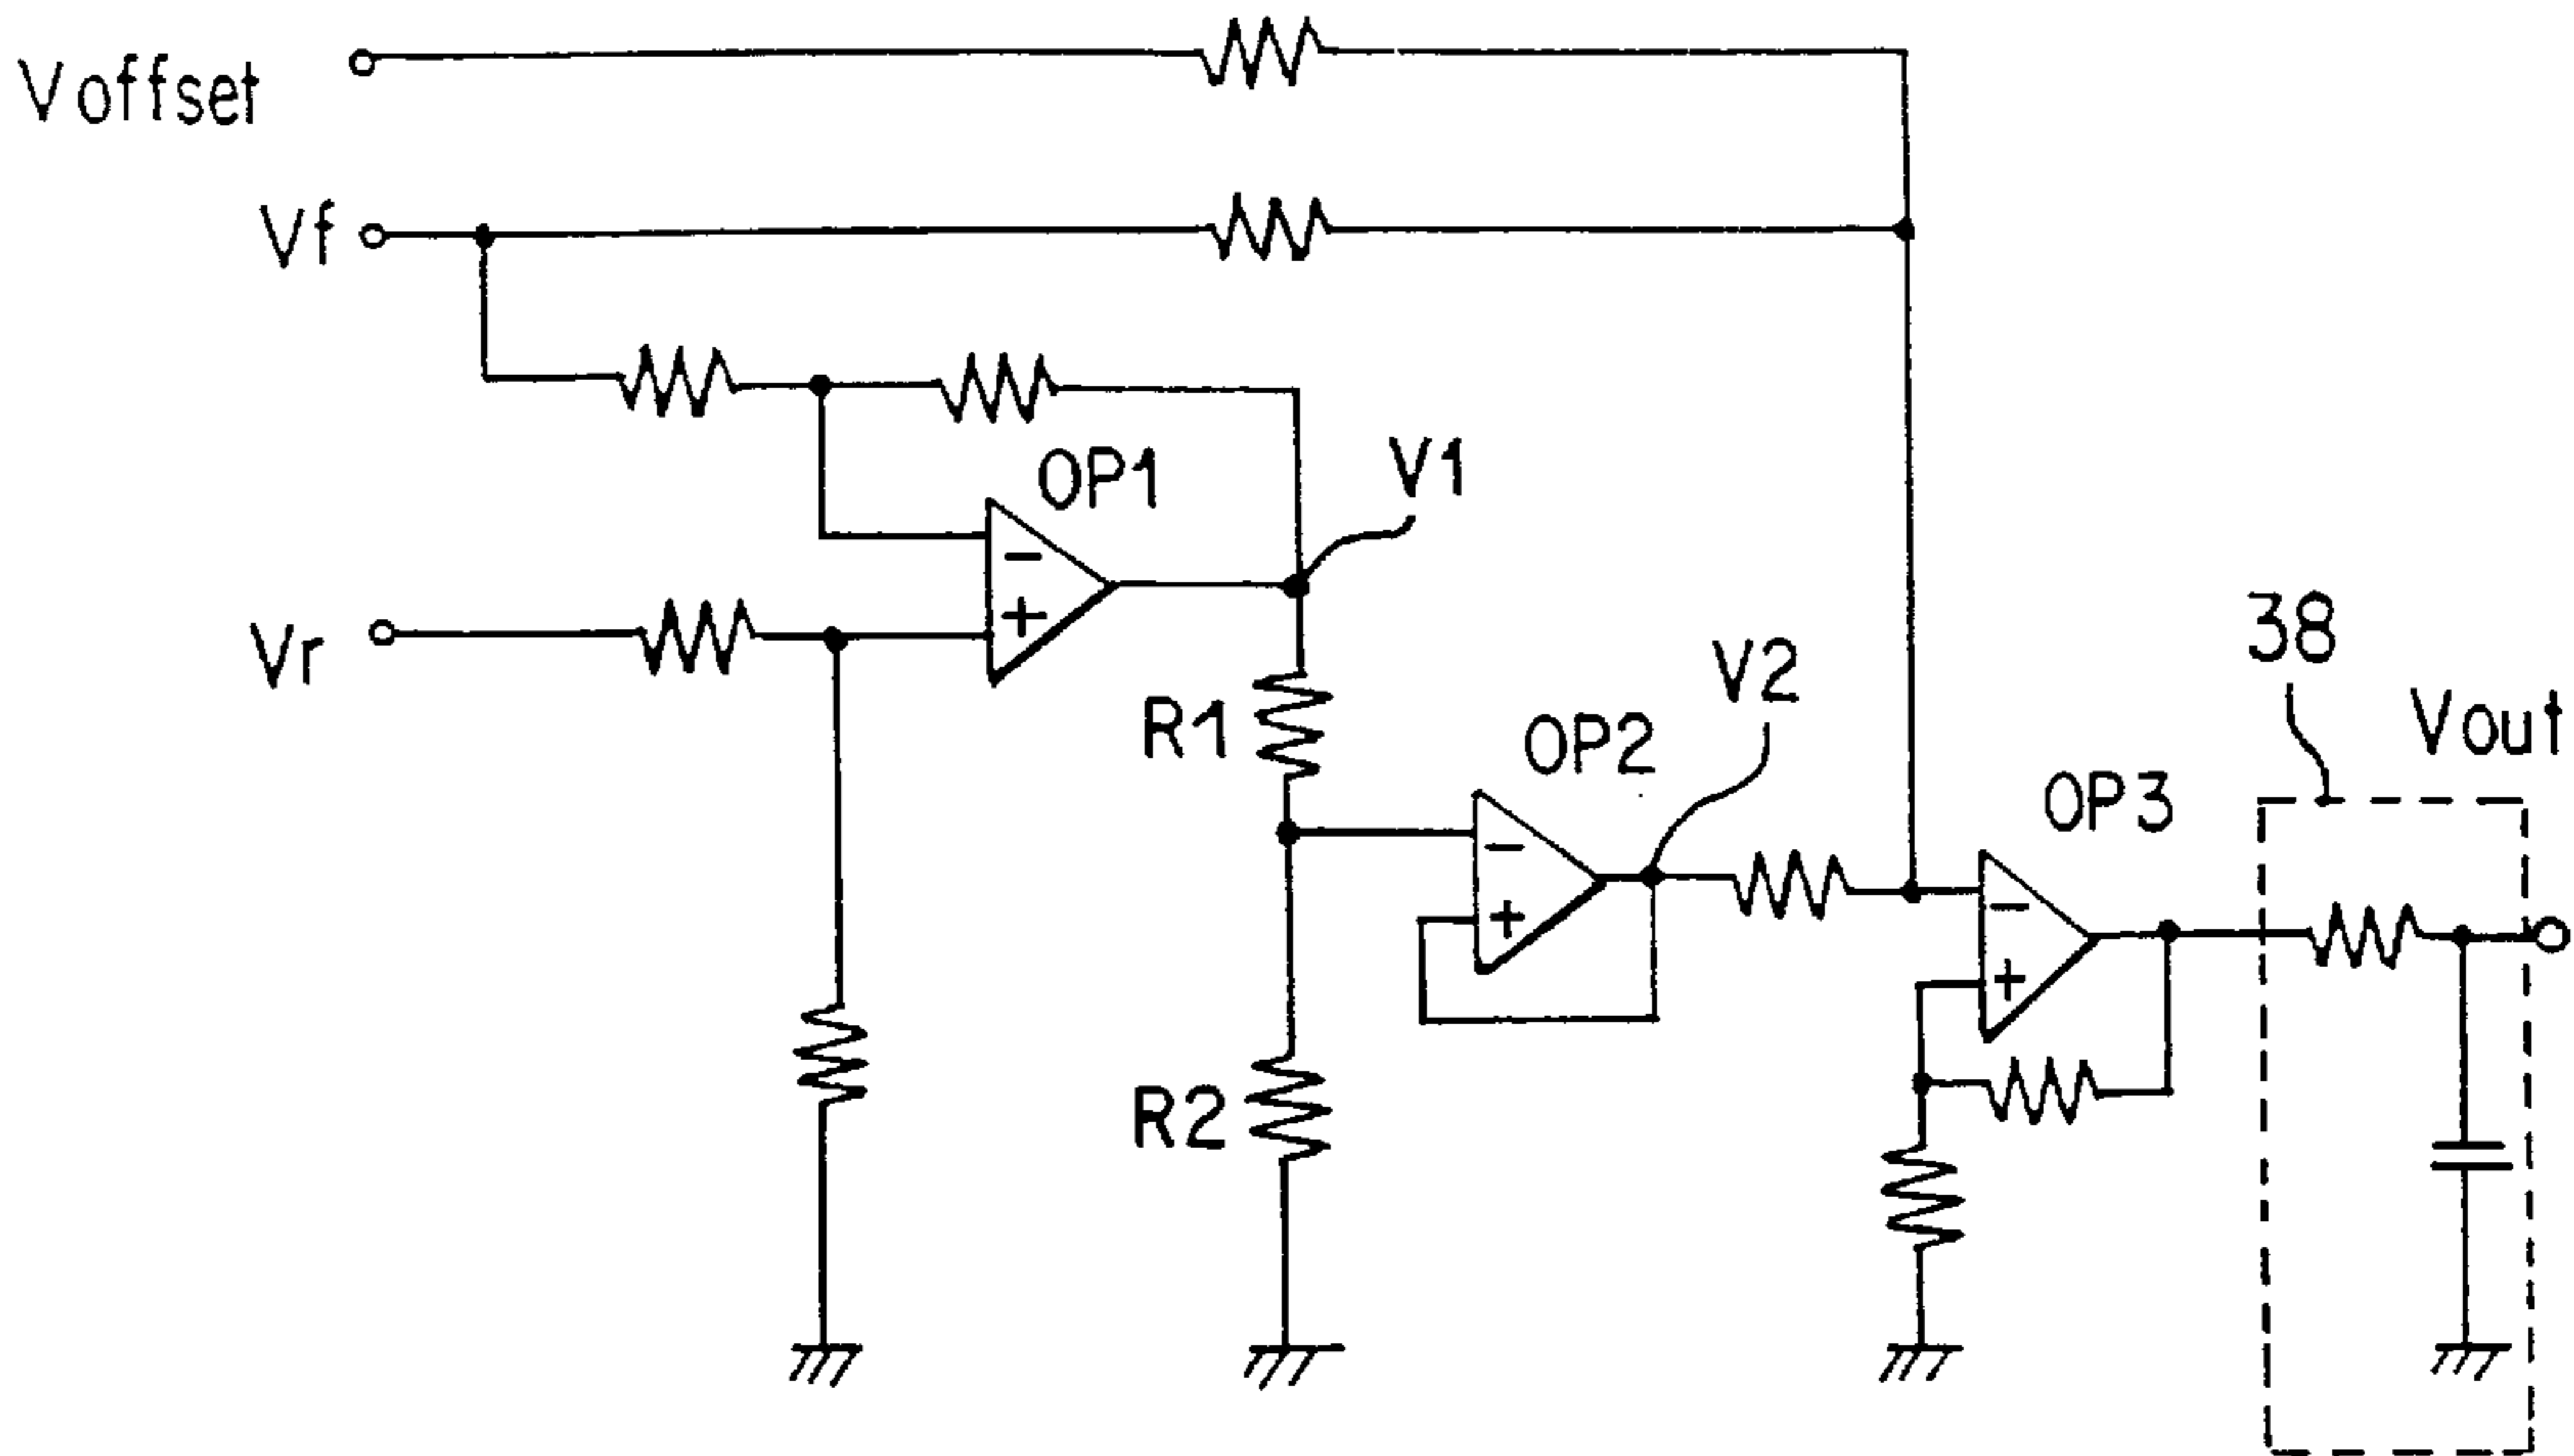 Voffset
Vf
OP1
V1
Vr
R1
OP2
V2
38
Vout
OP3
R2
−
+
−
+
−
+